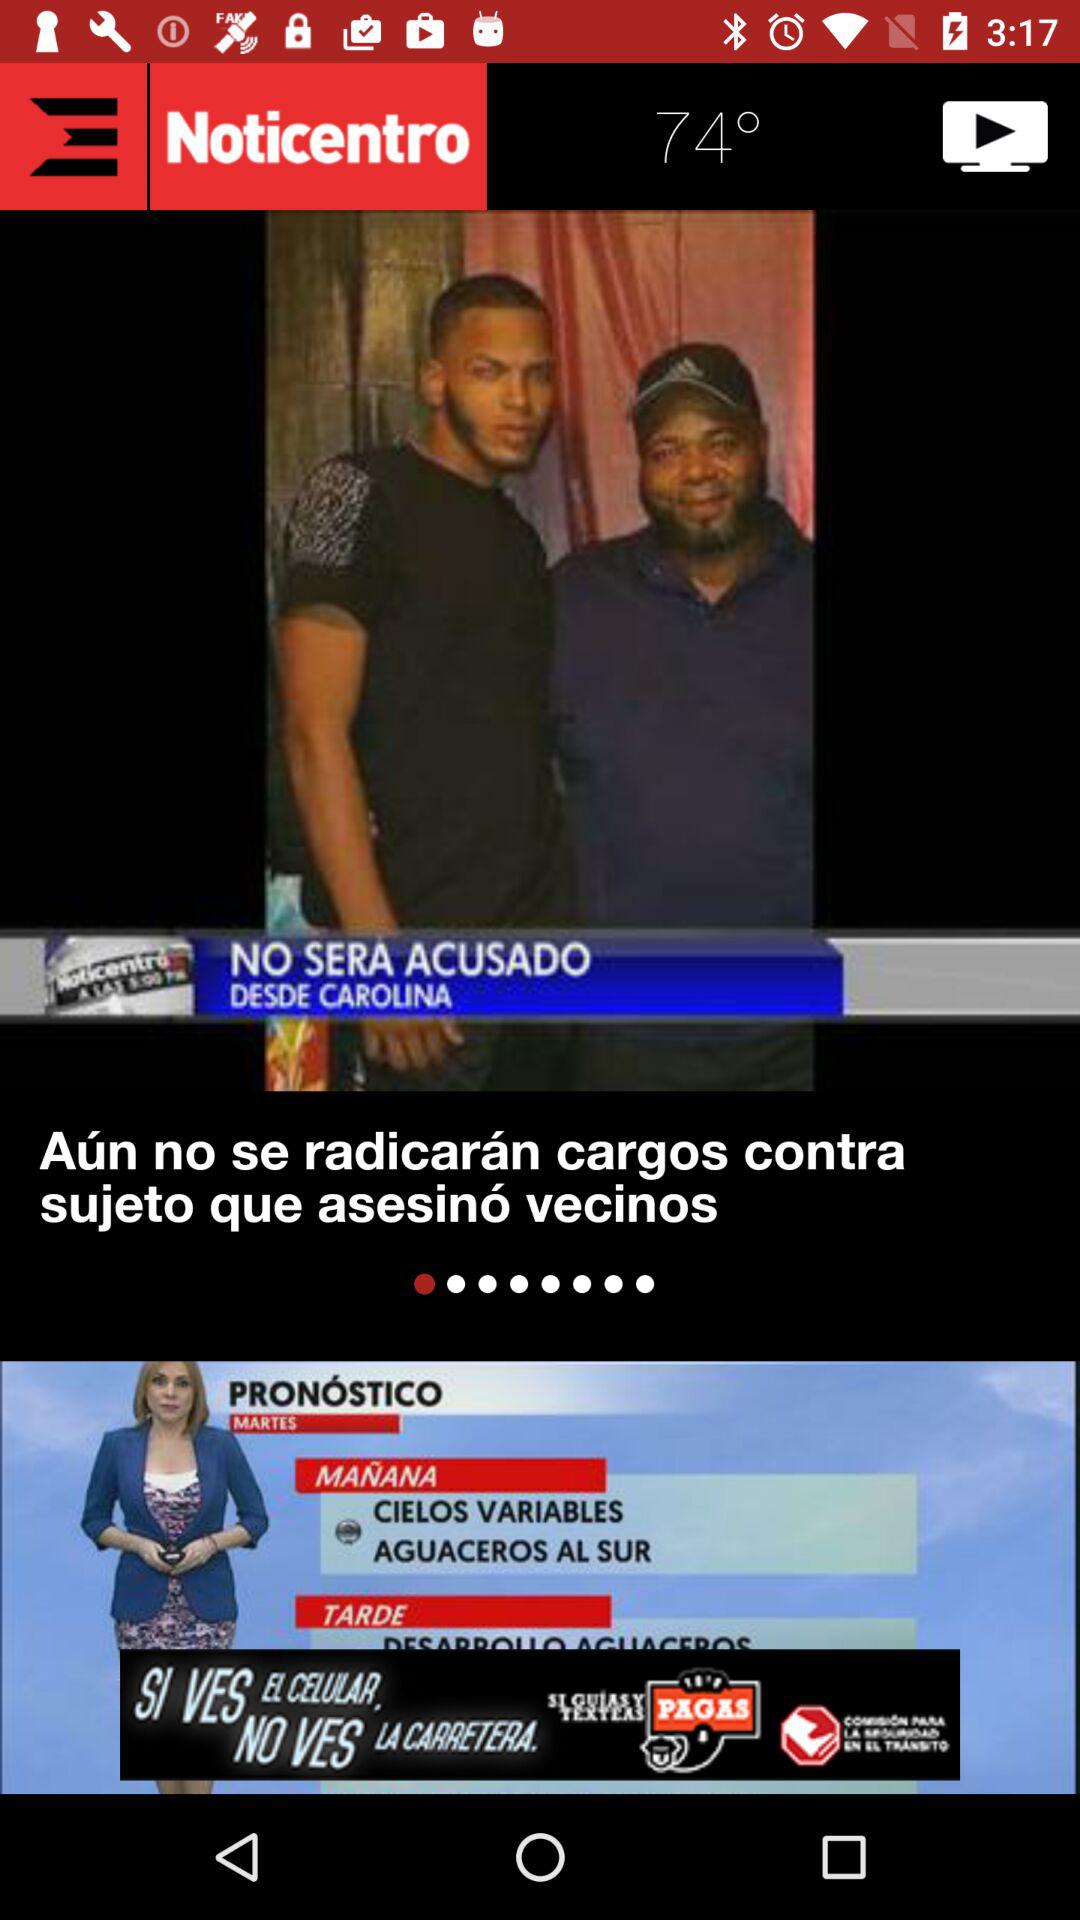 FAKE
3:17
Noticentro
74°
Noticentro
A LAS 5:00 PM
NO SERA ACUSADO
DESDE CAROLINA
Aún no se radicarán cargos contra
sujeto que asesinó vecinos
PRONÓSTICO
MARTES
MAÑANA
CIELOS VARIABLES
AGUACEROS AL SUR
TARDE
DESARROLLO AGUACEROS
SI VES EL CELULAR,
NO VES LA CARRETERA.
SI GUÍAS Y
TEXTEAS
PAGAS
COMISIÓN PARA
LA SEGURIDAD
EN EL TRÁNSITO